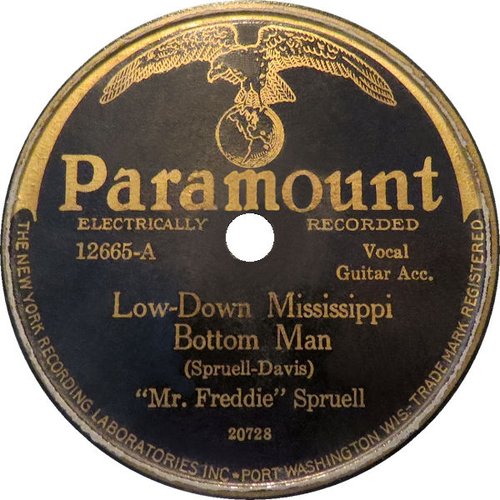 Paramount
ELECTRICALLY RECORDED
12665-A
Vocal
Guitar Acc.
Low-Down Mississippi
Bottom Man
(Spruell-Davis)
"Mr. Freddie" Spruell
20728
THE NEW YORK RECORDING LABORATORIES INC • PORT WASHINGTON WIS-TRADE MARK REGISTERED